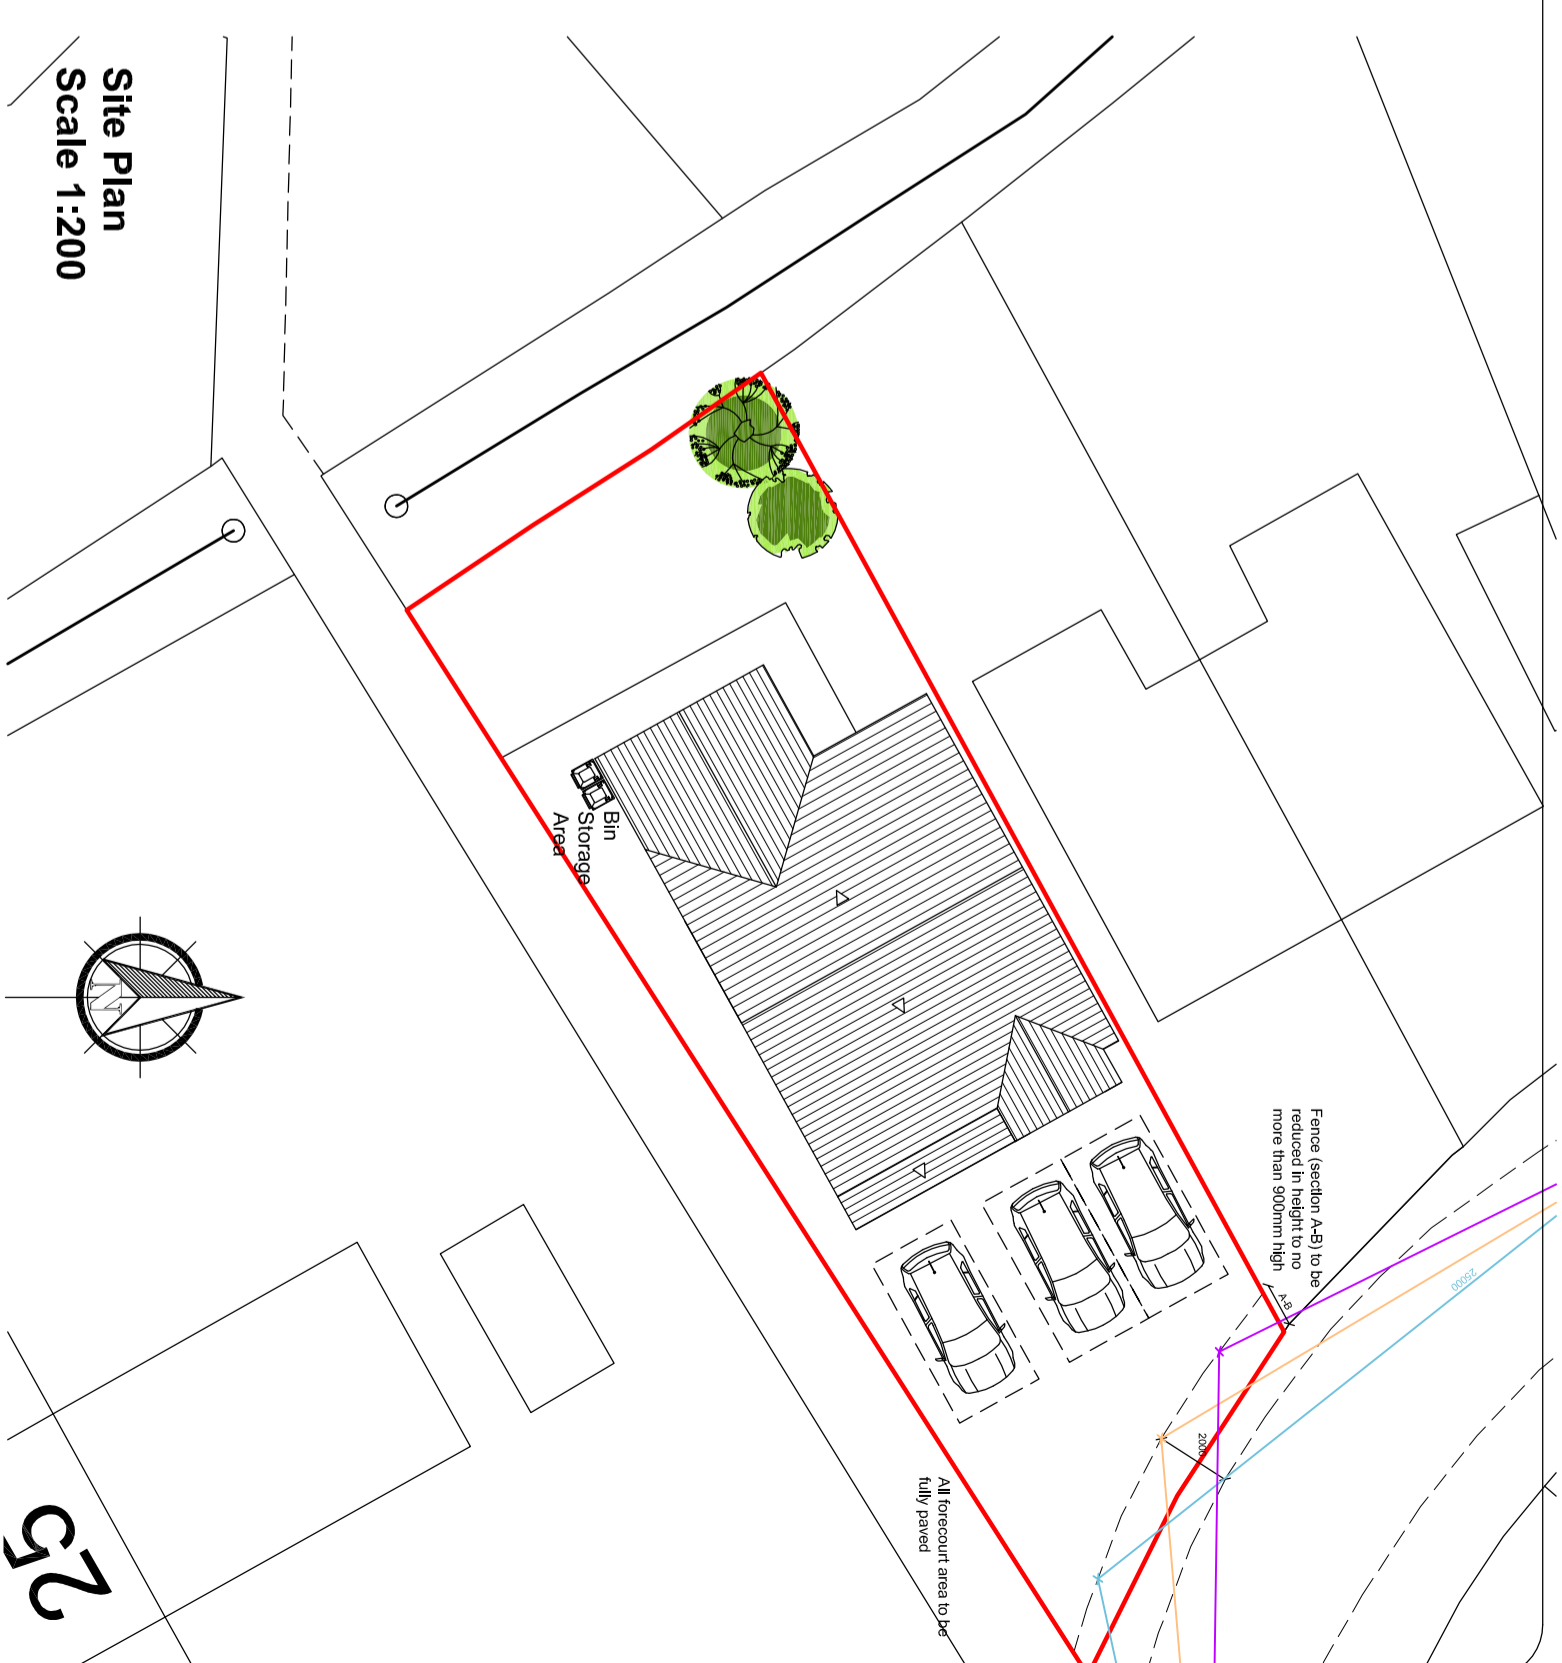 Site Plan
Scale 1:200
Bin
Storage
Area
N
Fence (section A-B) to be
reduced in height to no
more than 900mm high
A-B
25000
2000
All forecourt area to be
fully paved
25